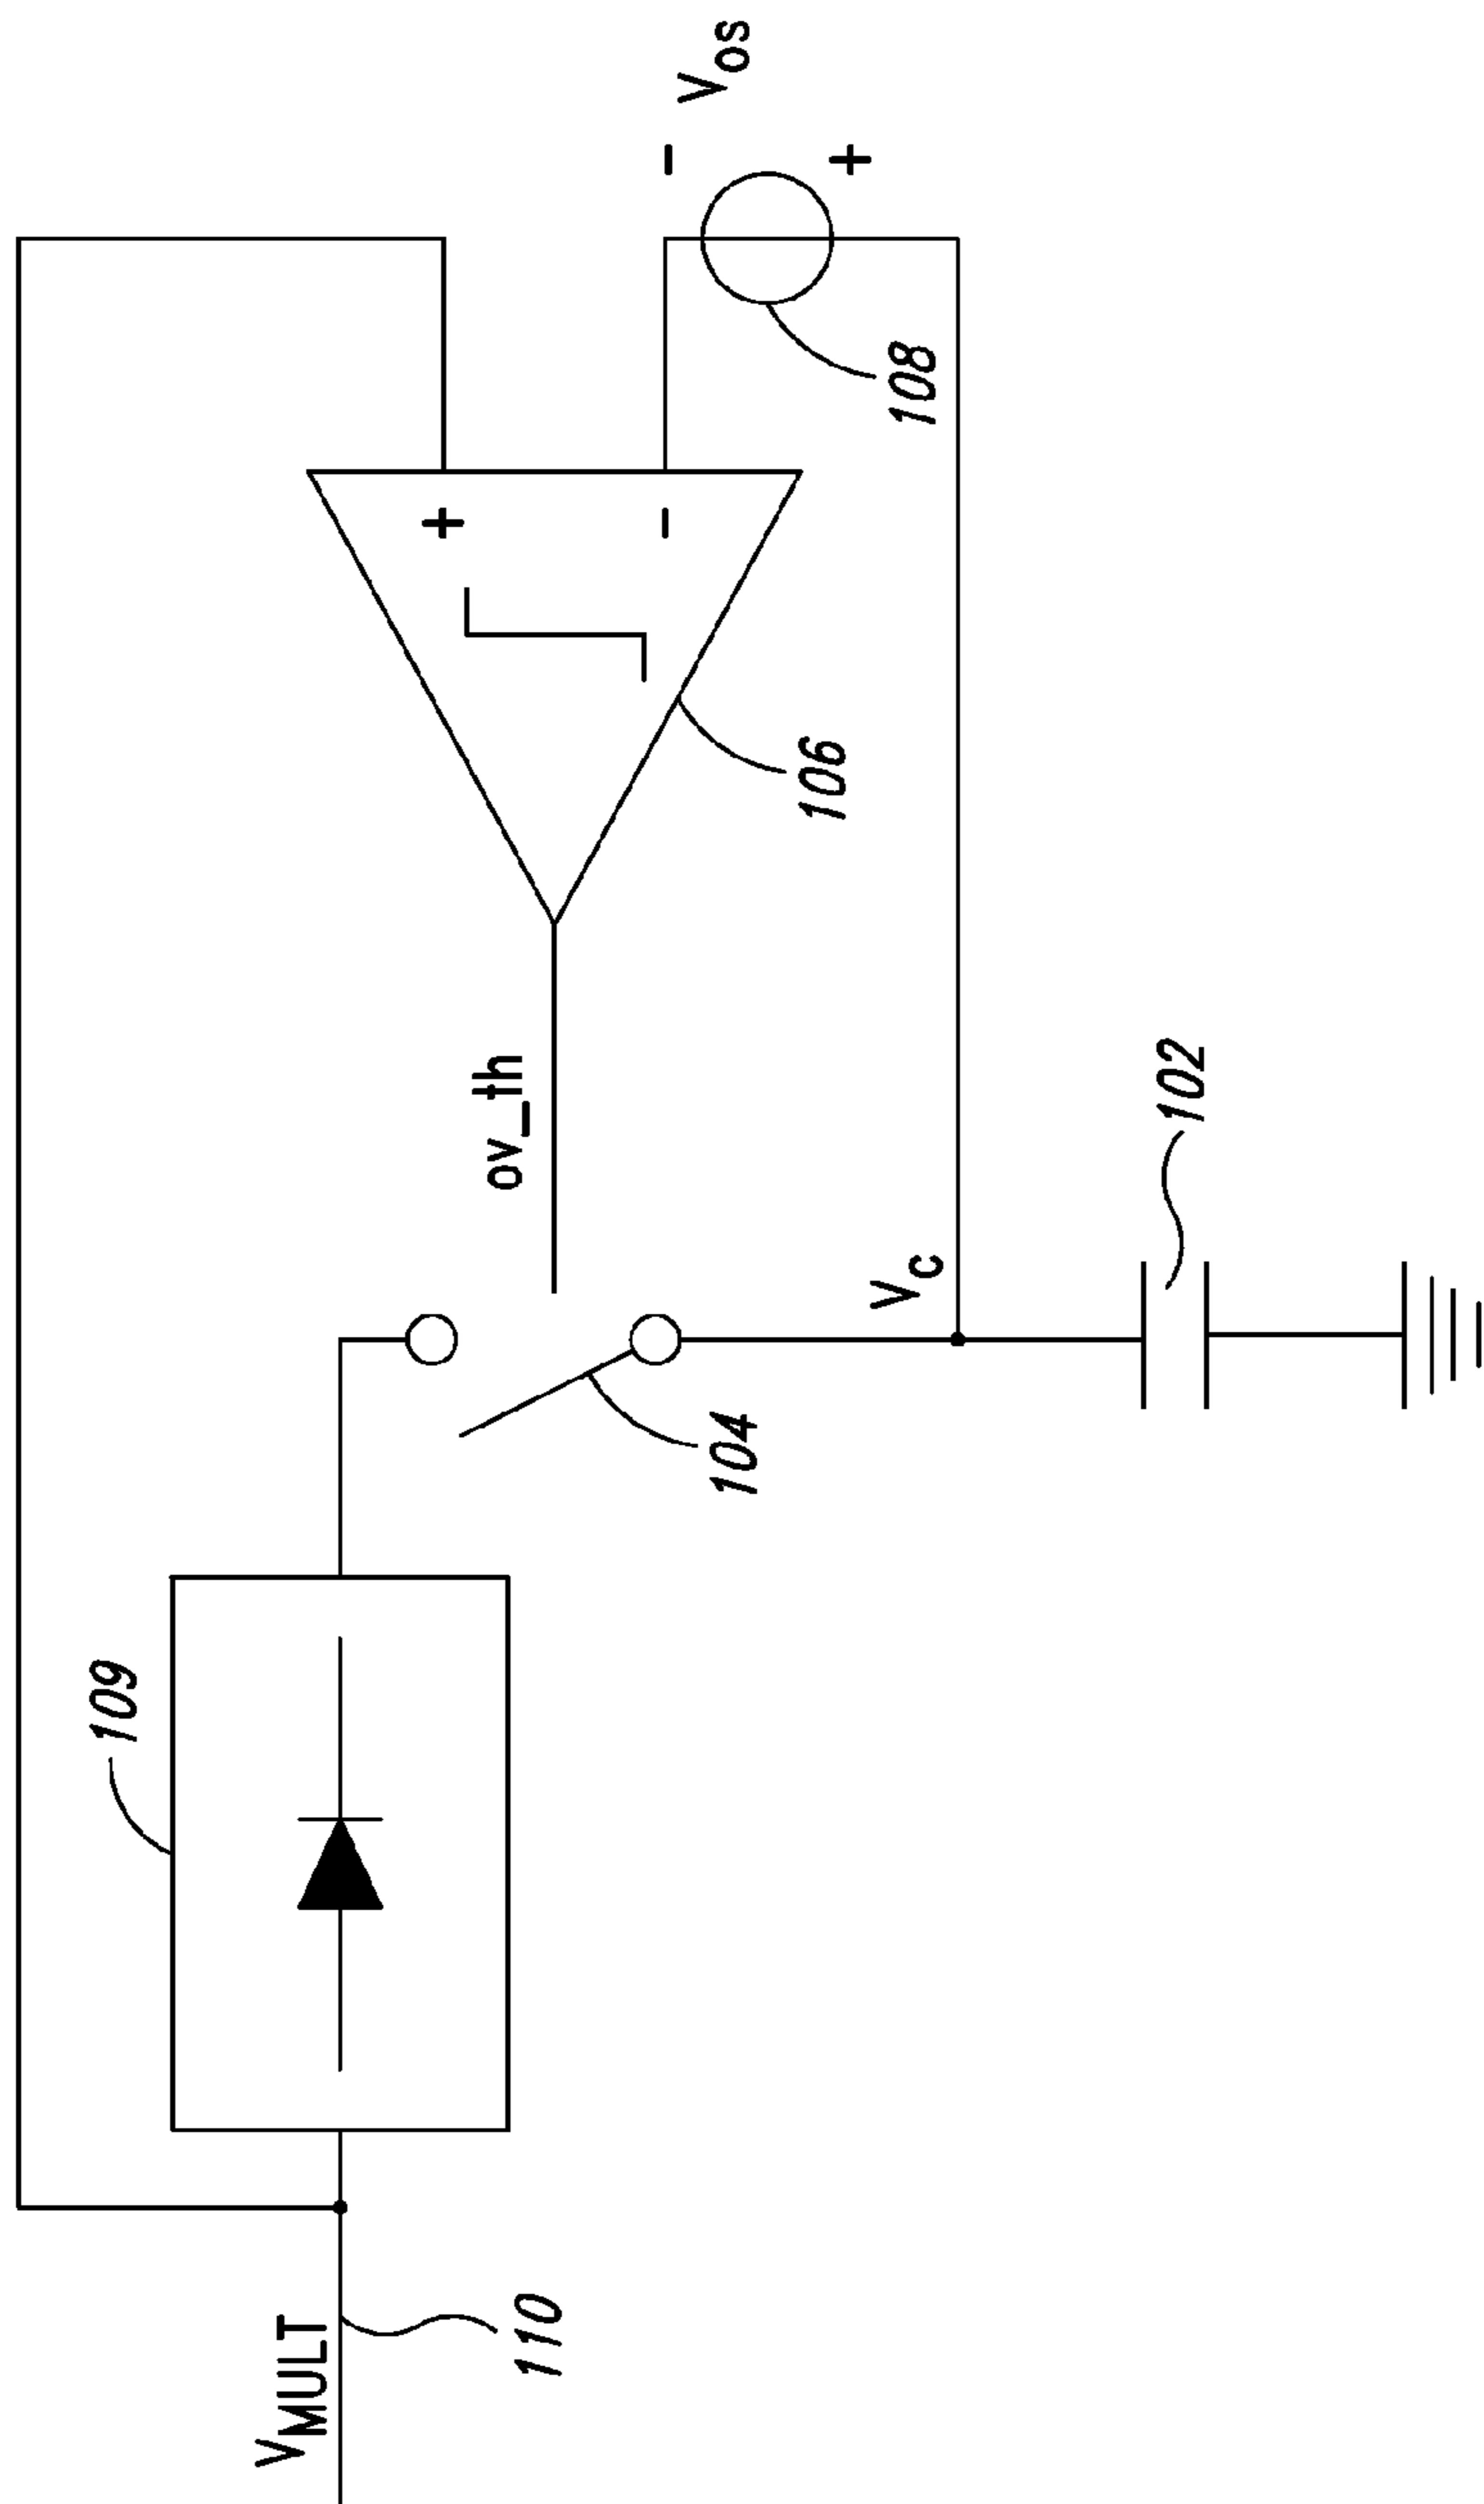 V_MULT
110
109
104
ov_th
V_C
102
106
+
-
108
-
V_os
+